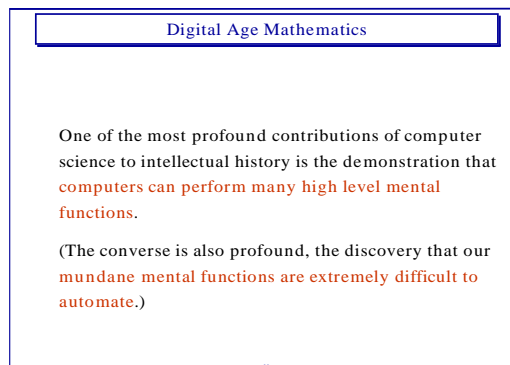 Digital Age Mathematics
One of the most profound contributions of computer
science to intellectual history is the demonstration that
computers can perform many high level mental
functions.
(The converse is also profound, the discovery that our
mundane mental functions are extremely difficult to
automate.)